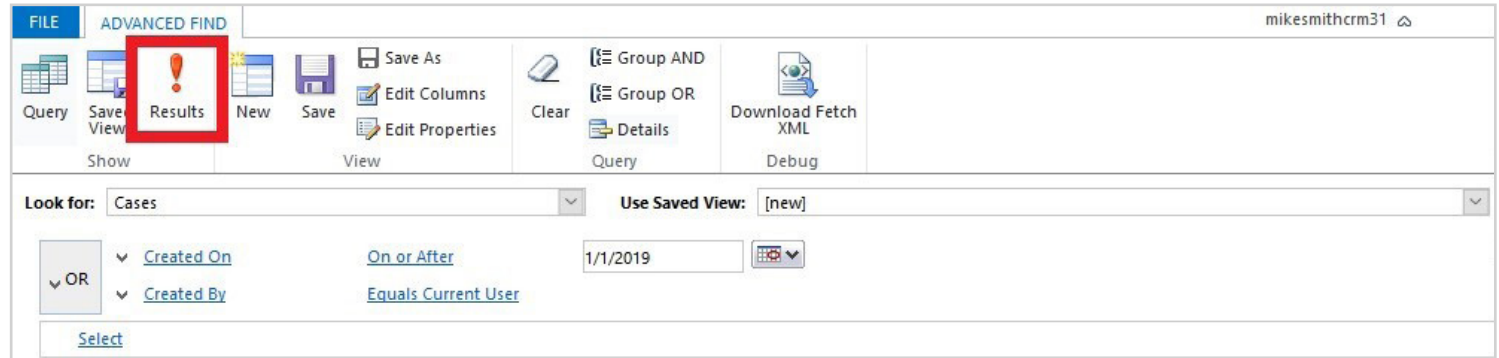 FILE
ADVANCED FIND
mikesmithcrm31
Query
Saved
View
Results
New
Save
Save As
Edit Columns
Edit Properties
Clear
Group AND
Group OR
Details
Download Fetch
XML
Show
View
Query
Debug
Look for: Cases
Use Saved View: [new]
OR
Created On On or After 1/1/2019
Created By Equals Current User
Select